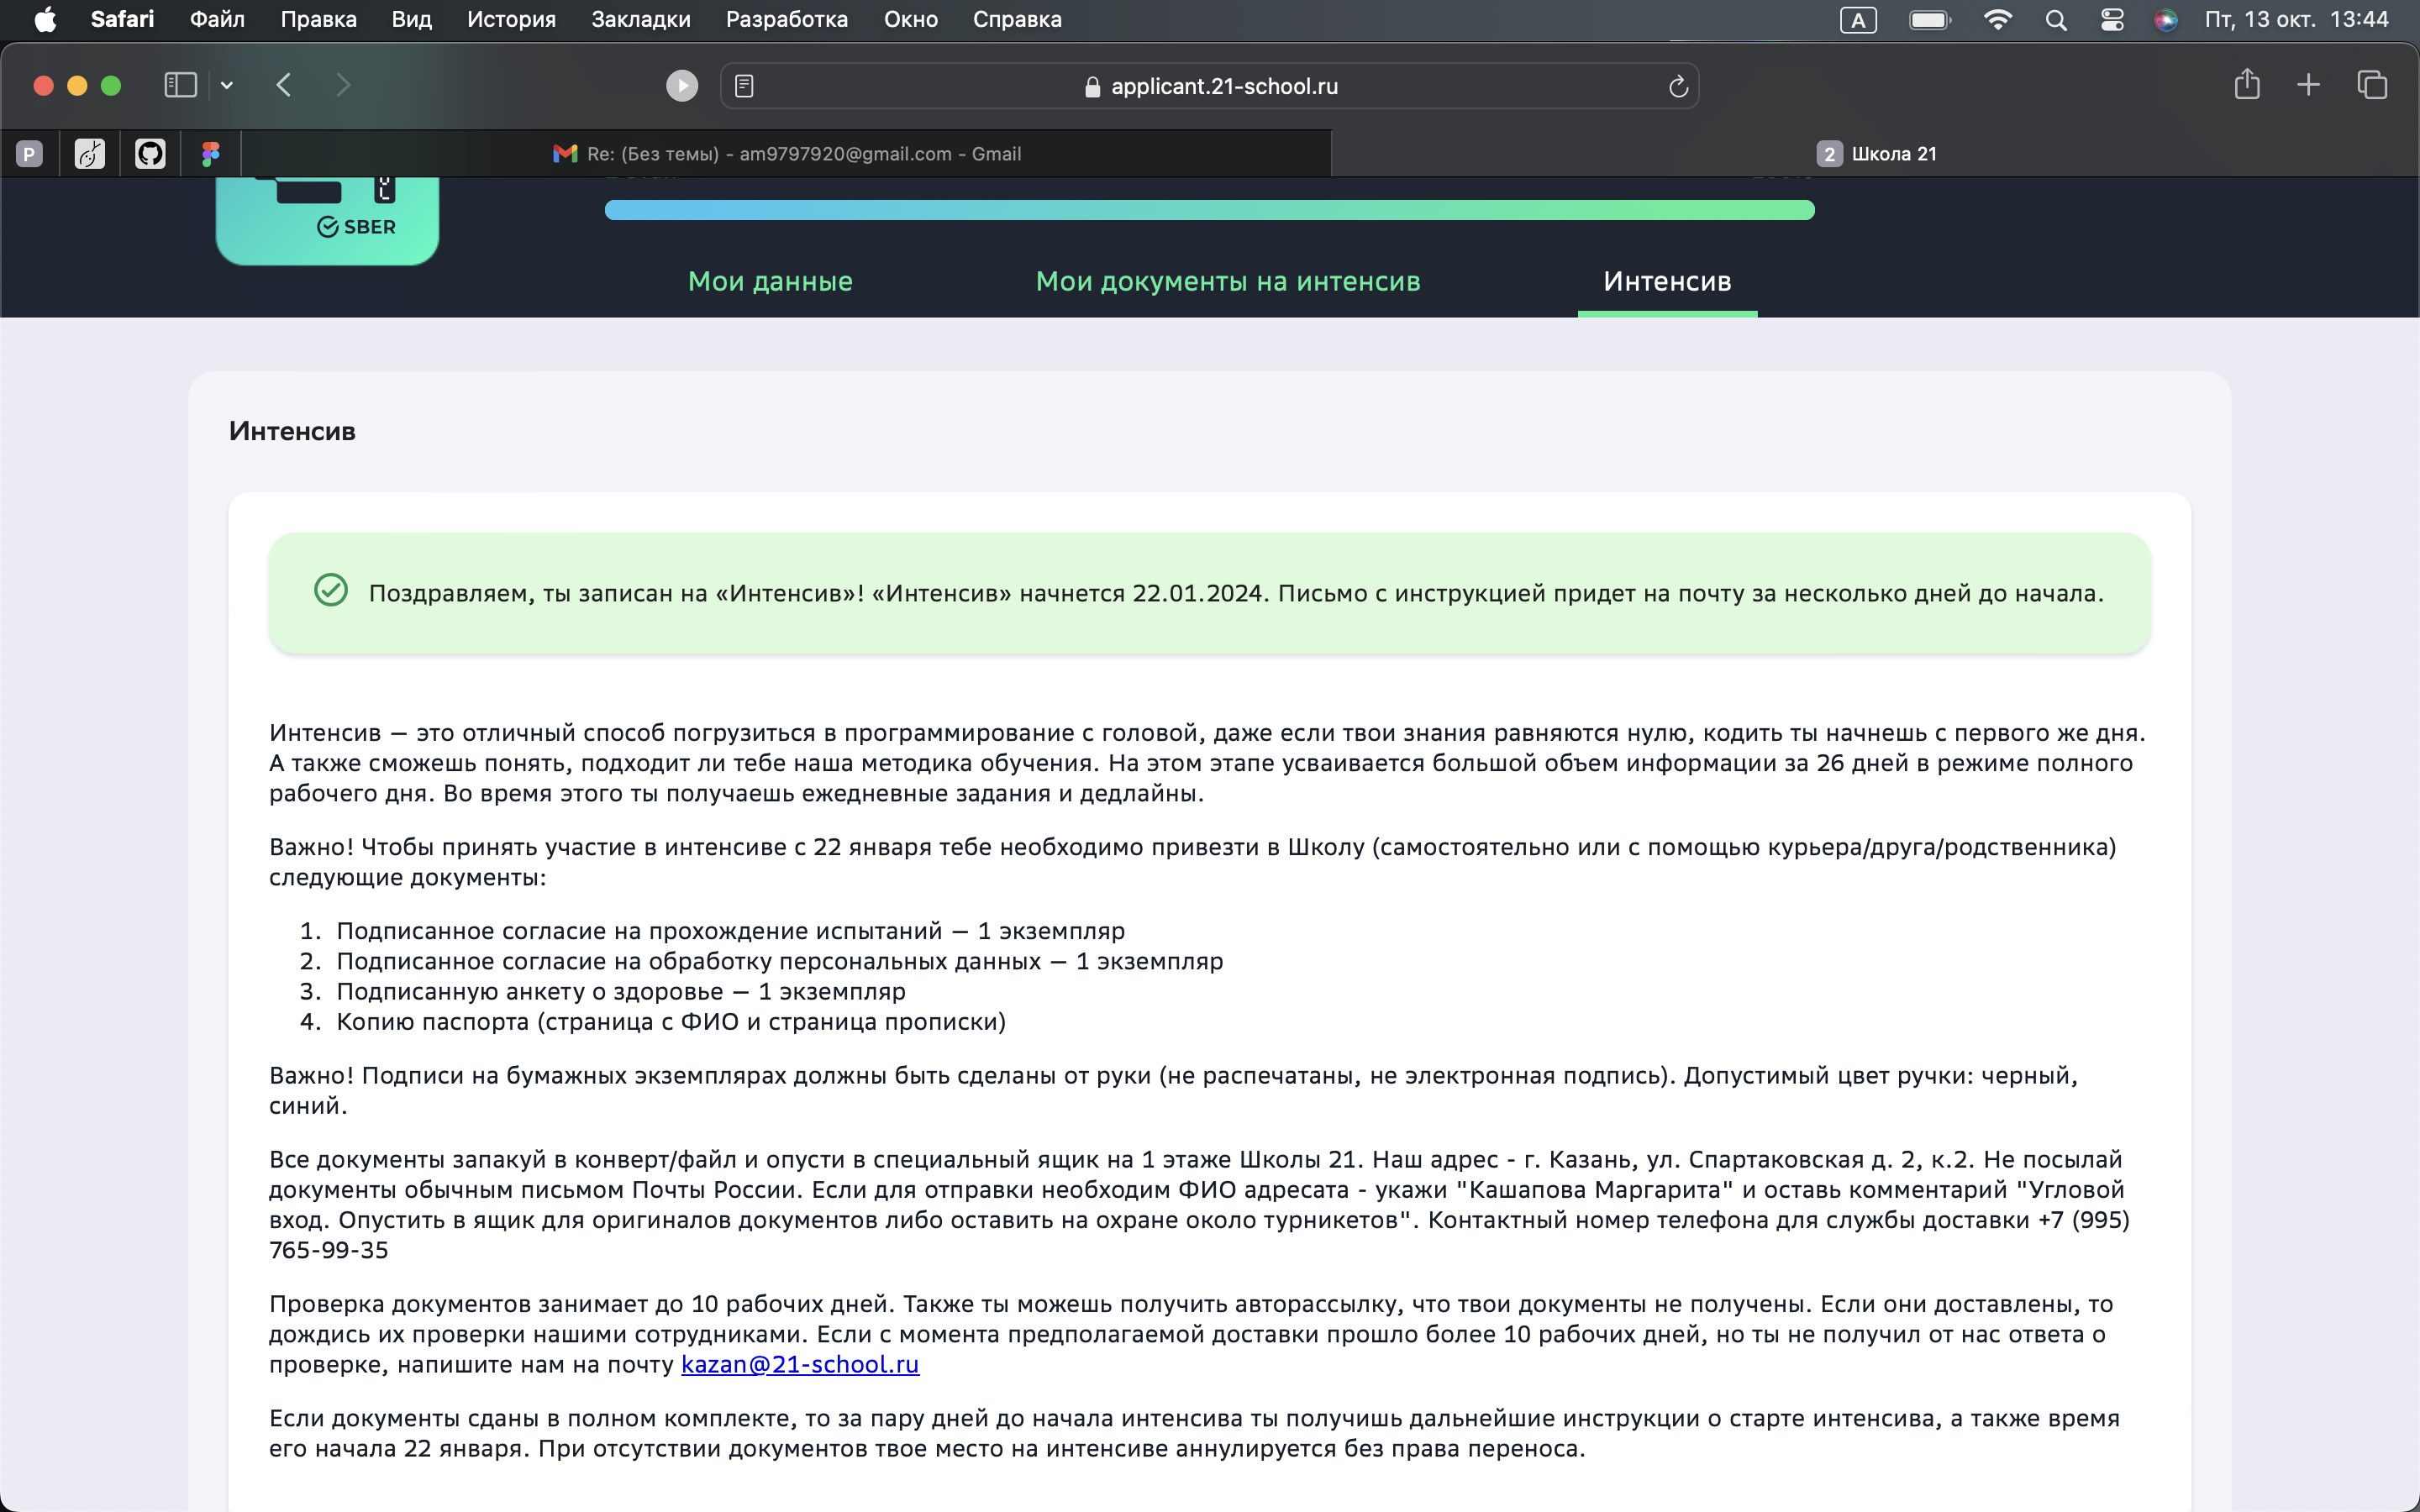 Safari Файл Правка Вид История Закладки Разработка Окно Справка A Пт, 13 окт. 13:44
applicant.21-school.ru
P Re: (Без темы) - am9797920@gmail.com - Gmail 2 Школа 21
SBER
Мои данные Мои документы на интенсив Интенсив
Интенсив
Поздравляем, ты записан на «Интенсив»! «Интенсив» начнется 22.01.2024. Письмо с инструкцией придет на почту за несколько дней до начала.
Интенсив — это отличный способ погрузиться в программирование с головой, даже если твои знания равняются нулю, кодить ты начнешь с первого же дня.
А также сможешь понять, подходит ли тебе наша методика обучения. На этом этапе усваивается большой объем информации за 26 дней в режиме полного
рабочего дня. Во время этого ты получаешь ежедневные задания и дедлайны.
Важно! Чтобы принять участие в интенсиве с 22 января тебе необходимо привезти в Школу (самостоятельно или с помощью курьера/друга/родственника)
следующие документы:
1. Подписанное согласие на прохождение испытаний — 1 экземпляр
2. Подписанное согласие на обработку персональных данных — 1 экземпляр
3. Подписанную анкету о здоровье — 1 экземпляр
4. Копию паспорта (страница с ФИО и страница прописки)
Важно! Подписи на бумажных экземплярах должны быть сделаны от руки (не распечатаны, не электронная подпись). Допустимый цвет ручки: черный,
синий.
Все документы запакуй в конверт/файл и опусти в специальный ящик на 1 этаже Школы 21. Наш адрес - г. Казань, ул. Спартаковская д. 2, к.2. Не посылай
документы обычным письмом Почты России. Если для отправки необходим ФИО адресата - укажи "Кашапова Маргарита" и оставь комментарий "Угловой
вход. Опустить в ящик для оригиналов документов либо оставить на охране около турникетов". Контактный номер телефона для службы доставки +7 (995)
765-99-35
Проверка документов занимает до 10 рабочих дней. Также ты можешь получить авторассылку, что твои документы не получены. Если они доставлены, то
дождись их проверки нашими сотрудниками. Если с момента предполагаемой доставки прошло более 10 рабочих дней, но ты не получил от нас ответа о
проверке, напишите нам на почту kazan@21-school.ru
Если документы сданы в полном комплекте, то за пару дней до начала интенсива ты получишь дальнейшие инструкции о старте интенсива, а также время
его начала 22 января. При отсутствии документов твое место на интенсиве аннулируется без права переноса.